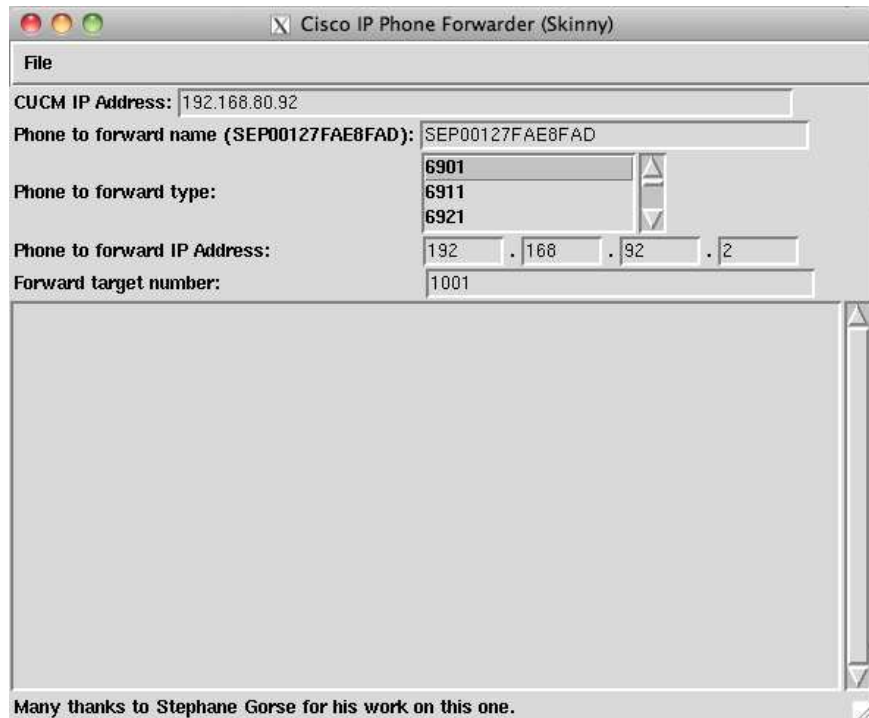 X Cisco IP Phone Forwarder (Skinny)
File
CUCM IP Address: 192.168.80.92
Phone to forward name (SEP00127FAE8FAD): SEP00127FAE8FAD
Phone to forward type:
6901
6911
6921
Phone to forward IP Address: 192 . 168 . 92 . 2
Forward target number: 1001
Many thanks to Stephane Gorse for his work on this one.